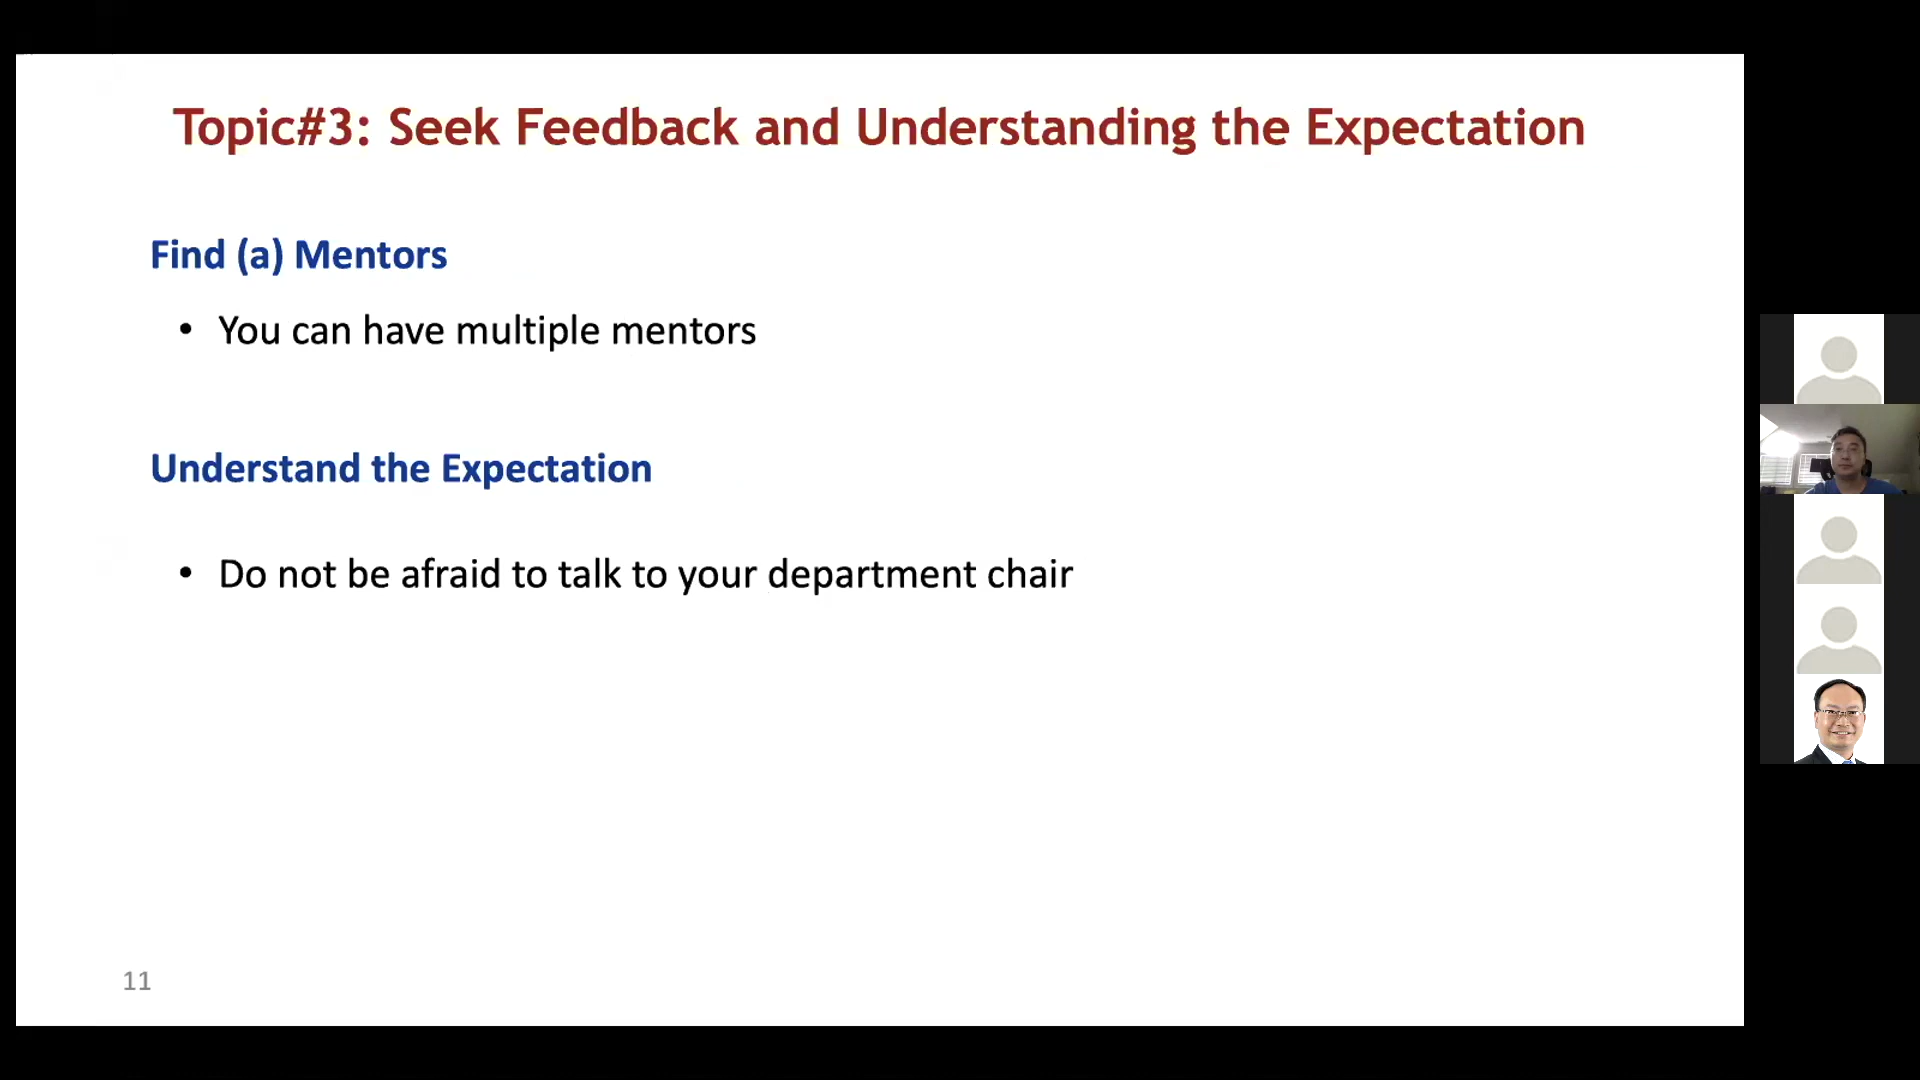 Topic#3: Seek Feedback and Understanding the Expectation
Find (a) Mentors
• You can have multiple mentors
Understand the Expectation
• Do not be afraid to talk to your department chair
11